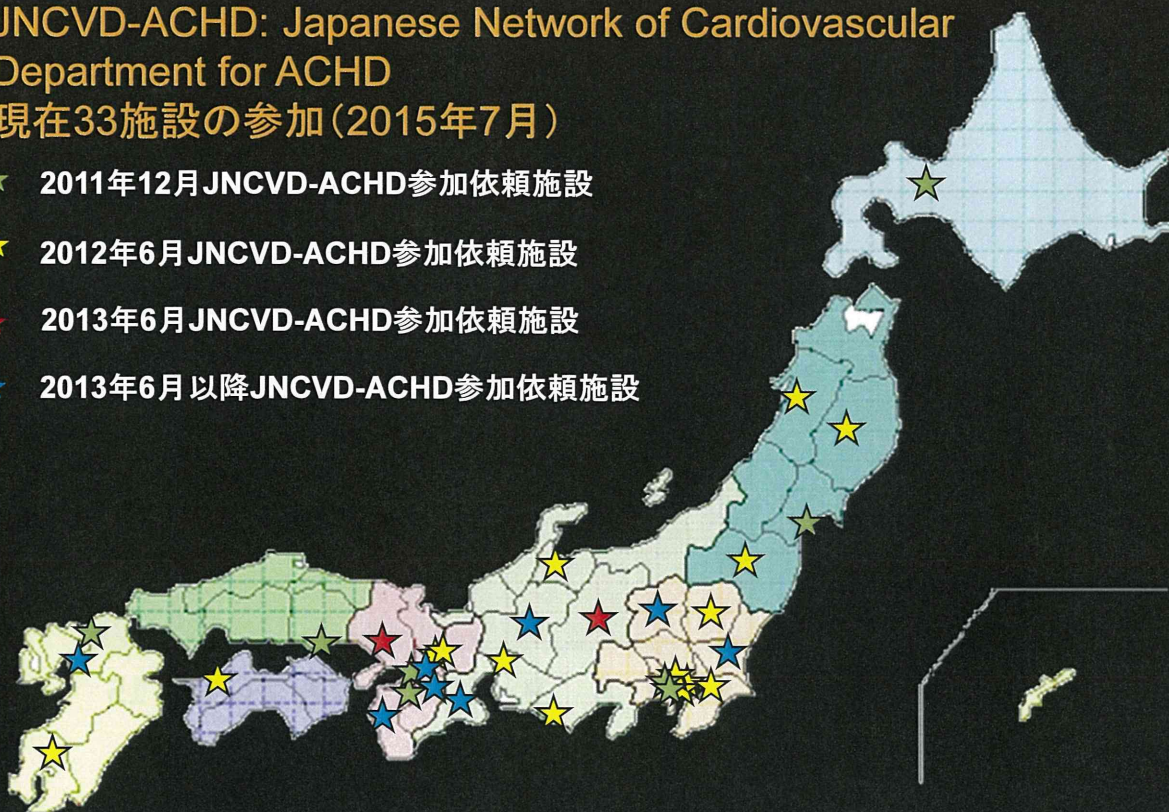 JNCVD-ACHD: Japanese Network of Cardiovascular
Department for ACHD
現在33施設の参加（2015年7月）
2011年12月JNCVD-ACHD参加依頼施設
2012年6月JNCVD-ACHD参加依頼施設
2013年6月JNCVD-ACHD参加依頼施設
2013年6月以降JNCVD-ACHD参加依頼施設